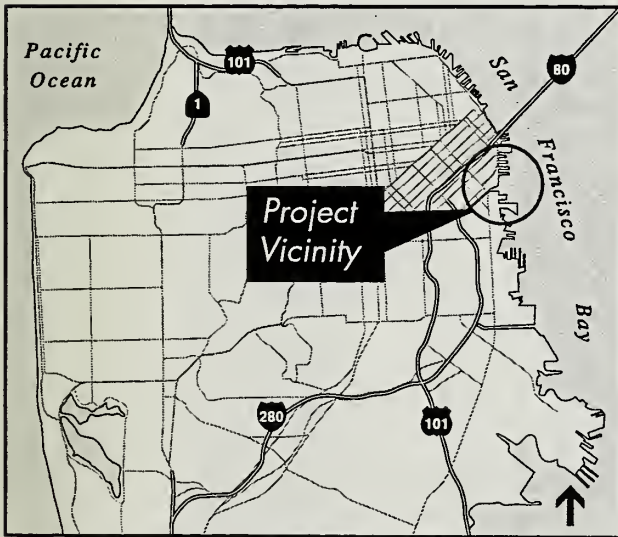 Pacific
Ocean
101
1
San
80
Francisco
Project
Vicinity
Bay
280
101